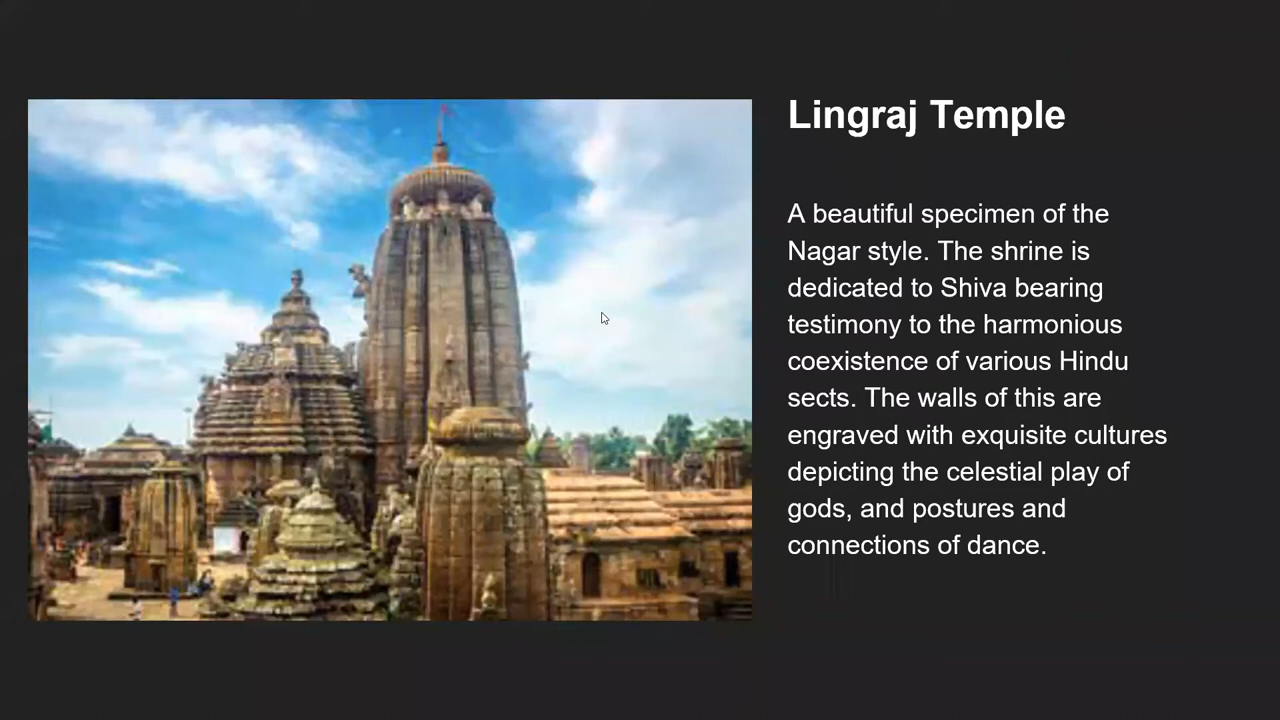 Lingraj Temple
A beautiful specimen of the
Nagar style. The shrine is
dedicated to Shiva bearing
testimony to the harmonious
coexistence of various Hindu
sects. The walls of this are
engraved with exquisite cultures
depicting the celestial play of
gods, and postures and
connections of dance.